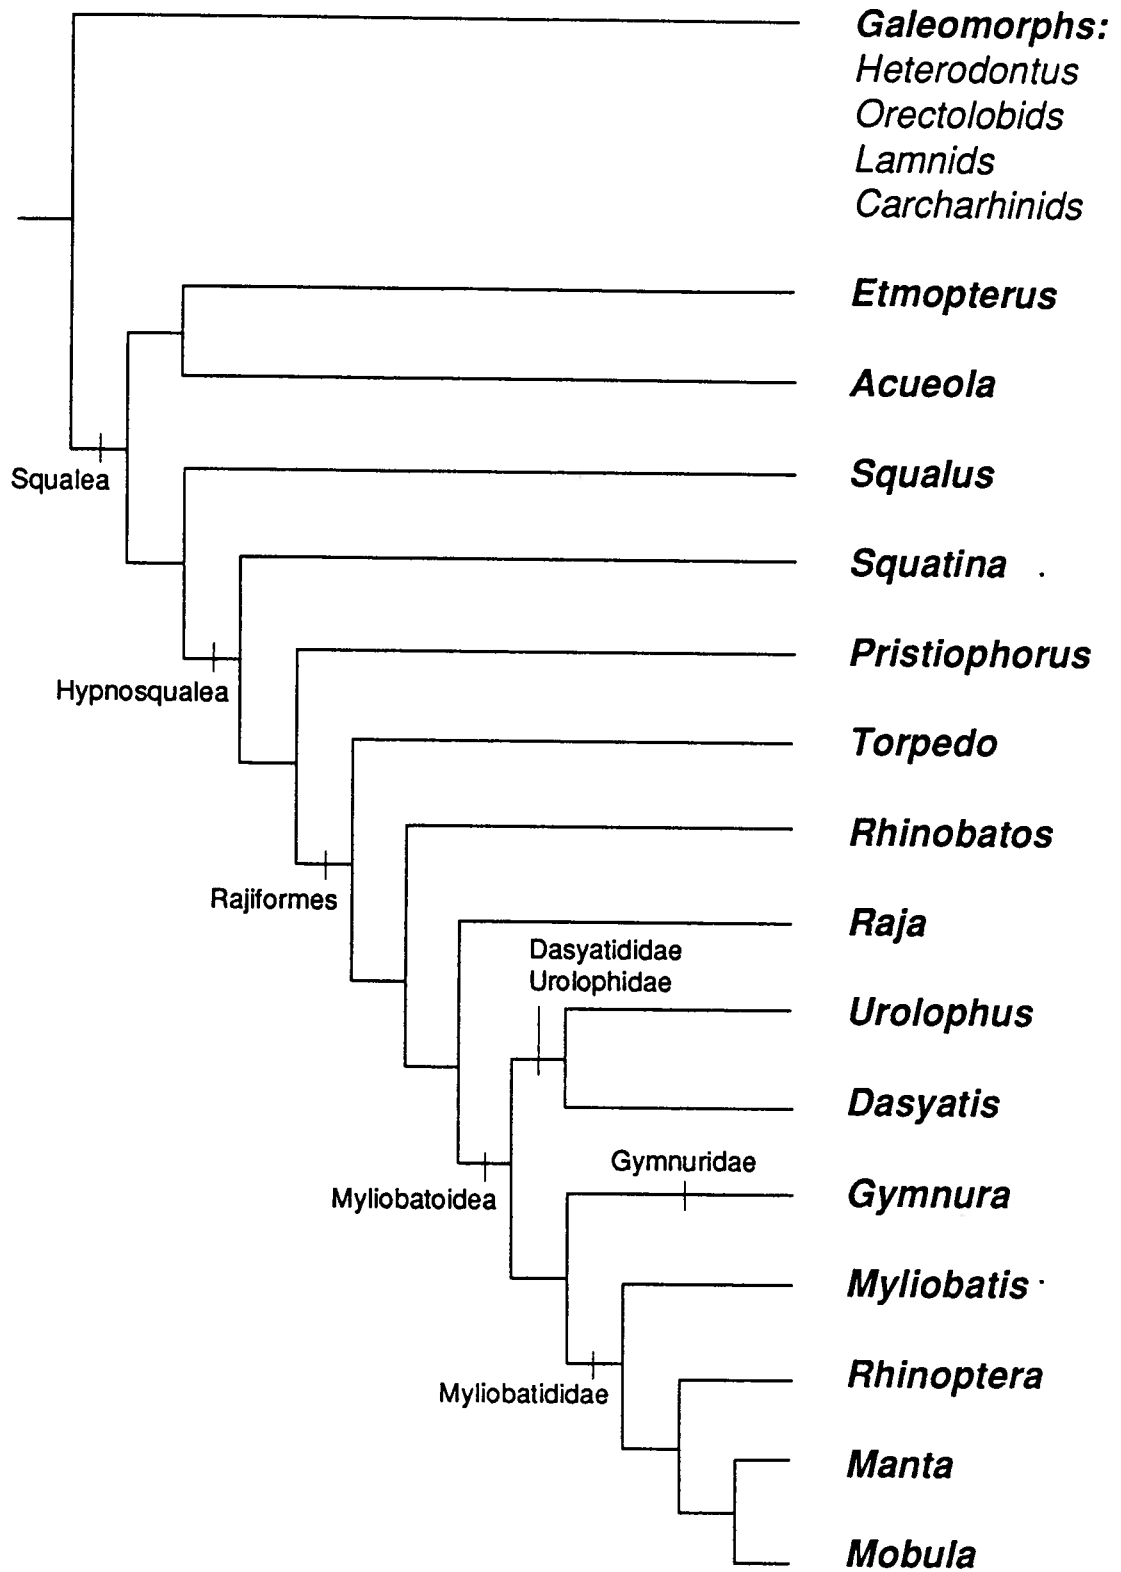 Galeomorphs:
Heterodontus
Orectolobids
Lamnids
Carcharhinids
Etmopterus
Acueola
Squalea
Squalus
Squatina
Pristiophorus
Hypnosqualea
Torpedo
Rhinobatos
Rajiformes
Raja
Dasyatididae
Urolophidae
Urolophus
Dasyatis
Gymnuridae
Myliobatoidea
Gymnura
Myliobatis
Rhinoptera
Myliobatididae
Manta
Mobula